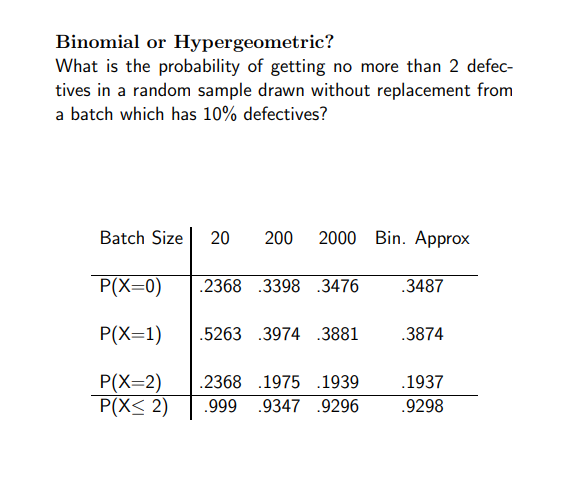 Binomial or Hypergeometric?
What is the probability of getting no more than 2 defec-
tives in a random sample drawn without replacement from
a batch which has 10% defectives?
Batch Size 20 200 2000 Bin. Approx
P(X=0) .2368 .3398 .3476 .3487
P(X=1) .5263 .3974 .3881 .3874
P(X=2) .2368 .1975 .1939 .1937
P(X≤ 2) .999 .9347 .9296 .9298